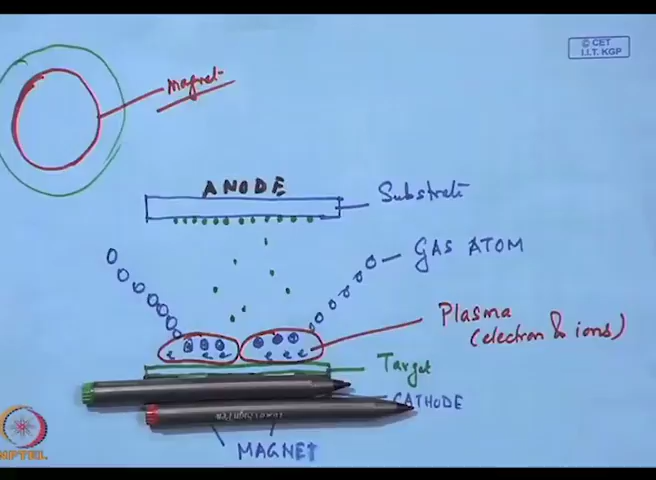 © CET
I.I.T. KGP
Magnet
ANODE
Substrate
GAS ATOM
Plasma
(electron & ions)
Target
CATHODE
MAGNET
NPTEL